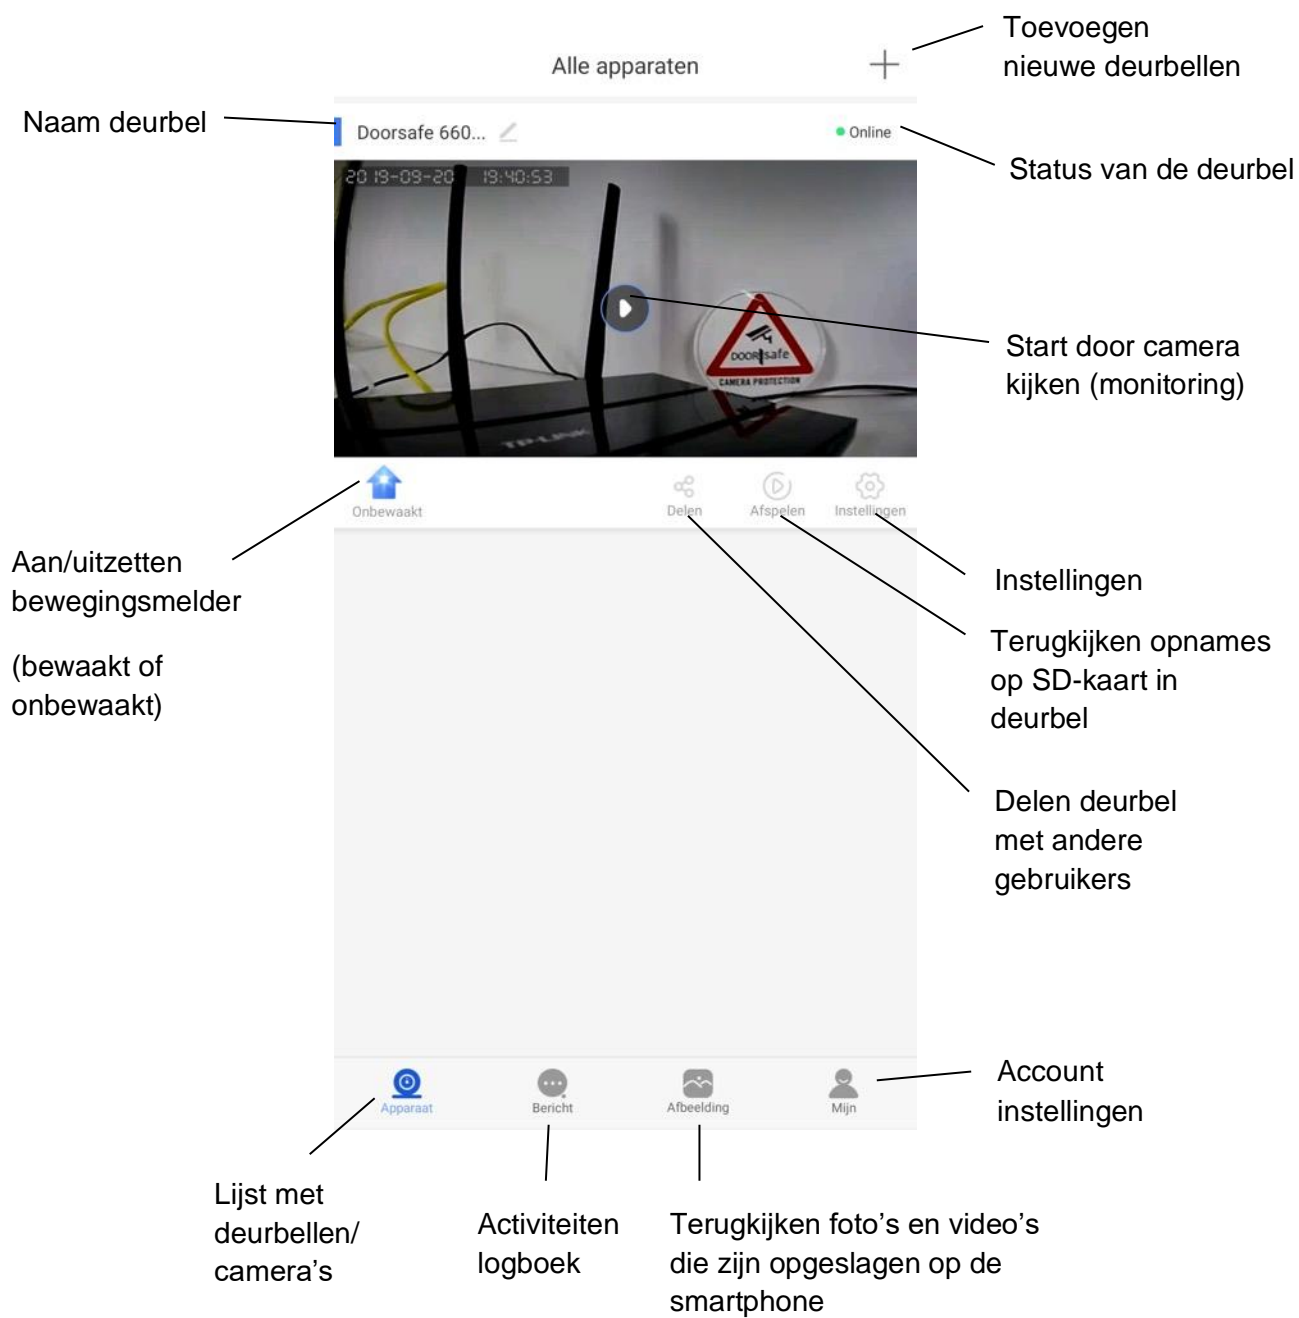 Toevoegen
nieuwe deurbellen
Alle apparaten
Naam deurbel
Doorsafe 660...
Online
Status van de deurbel
2019-09-20 19:40:53
DOORsafe
CAMERA PROTECTION
TP-LINK
Start door camera
kijken (monitoring)
Onbewaakt
Delen
Afspelen
Instellingen
Aan/uitzetten
bewegingsmelder
(bewaakt of
onbewaakt)
Instellingen
Terugkijken opnames
op SD-kaart in
deurbel
Delen deurbel
met andere
gebruikers
Apparaat
Bericht
Afbeelding
Mijn
Account
instellingen
Lijst met
deurbellen/
camera's
Activiteiten
logboek
Terugkijken foto's en video's
die zijn opgeslagen op de
smartphone